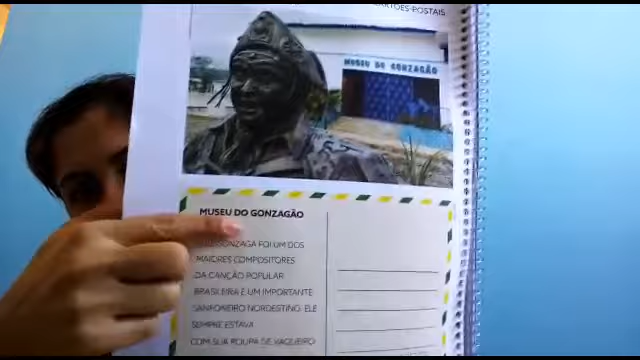 CARTÕES-POSTAIS
MUSEU DO GONZAGÃO
MUSEU DO GONZAGÃO
GONZAGA FOI UM DOS
MAIORES COMPOSITORES
DA CANÇÃO POPULAR
BRASILEIRA E UM IMPORTANTE
SANFONEIRO NORDESTINO. ELE
SEMPRE ESTAVA
COM SUA ROUPA DE VAQUEIRO